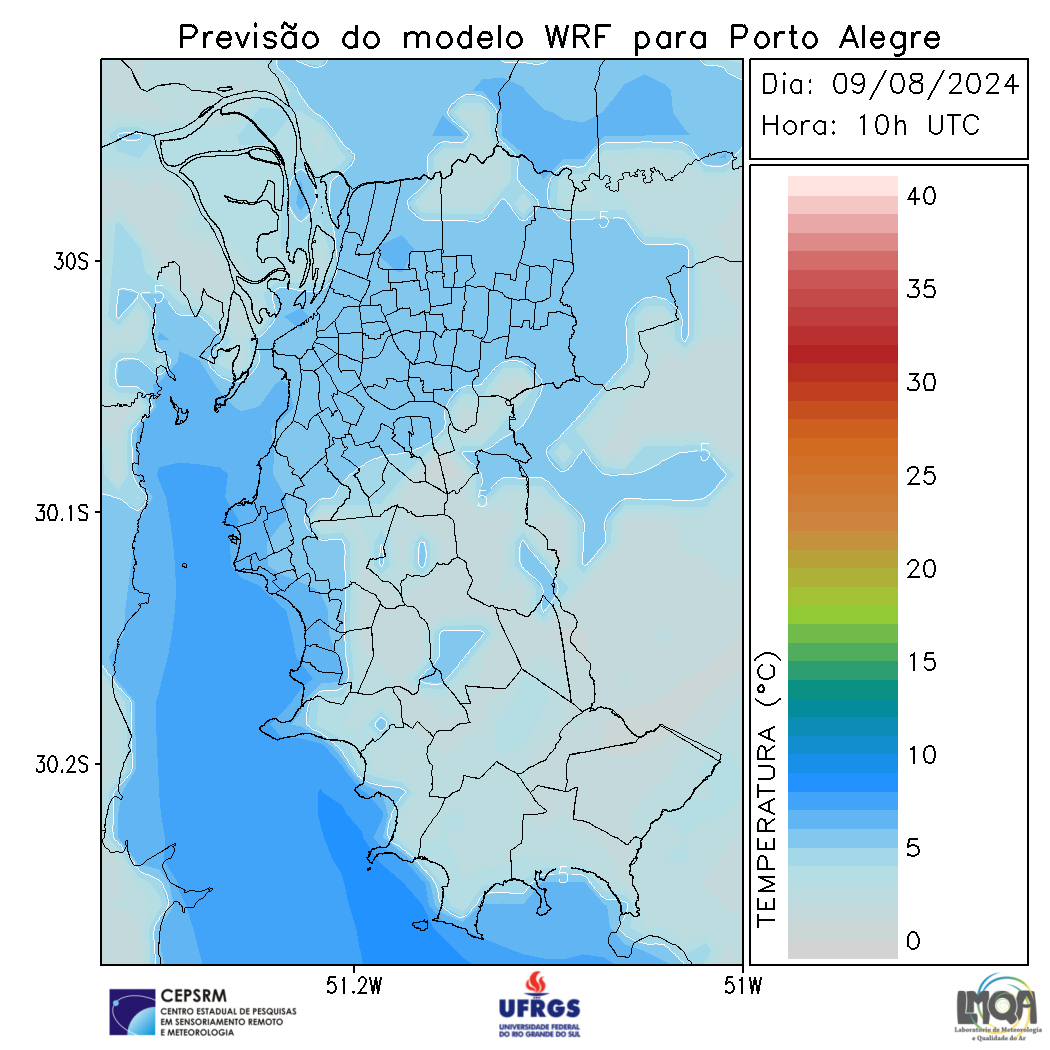 Previsão do modelo WRF para Porto Alegre
Dia: 09/08/2024
Hora: 10h UTC
40
35
30
25
20
15
10
5
0
TEMPERATURA (°C)
30S
30.1S
30.2S
51.2W
51W
5
5
5
5
5
CEPSRM
CENTRO ESTADUAL DE PESQUISAS
EM SENSORIAMENTO REMOTO
E METEOROLOGIA
UFRGS
UNIVERSIDADE FEDERAL
DO RIO GRANDE DO SUL
LMQA
Laboratório de Meteorologia
e Qualidade do Ar